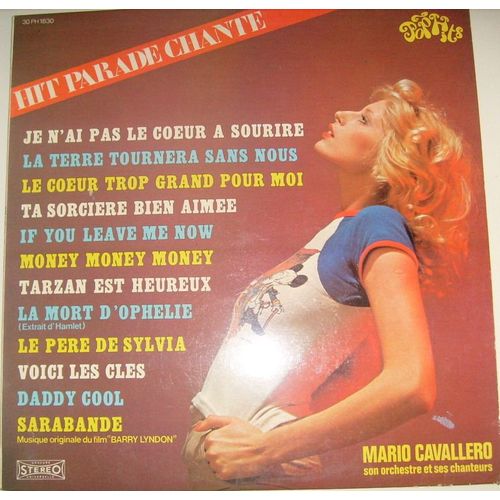 30 PH 1630
HIT PARADE CHANTE
POP Hits
JE N'AI PAS LE COEUR A SOURIRE
LA TERRE TOURNERA SANS NOUS
LE COEUR TROP GRAND POUR MOI
TA SORCIERE BIEN AIMEE
IF YOU LEAVE ME NOW
MONEY MONEY MONEY
TARZAN EST HEUREUX
LA MORT D'OPHELIE
(Extrait d'Hamlet)
LE PERE DE SYLVIA
VOICI LES CLES
DADDY COOL
SARABANDE
Musique originale du film "BARRY LYNDON"
STEREO
MARIO CAVALLERO
son orchestre et ses chanteurs